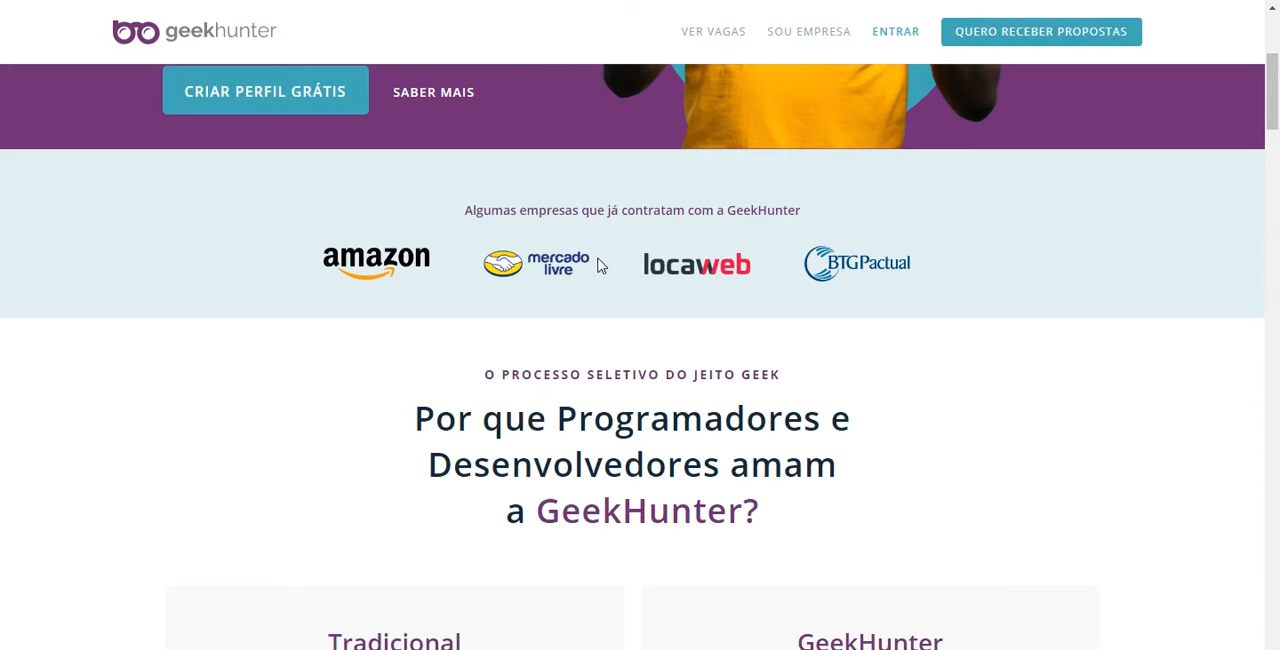 geekhunter
VER VAGAS SOU EMPRESA ENTRAR QUERO RECEBER PROPOSTAS
CRIAR PERFIL GRÁTIS SABER MAIS
Algumas empresas que já contratam com a GeekHunter
amazon mercado livre locaweb BTGPactual
O PROCESSO SELETIVO DO JEITO GEEK
Por que Programadores e
Desenvolvedores amam
a GeekHunter?
Tradicional GeekHunter